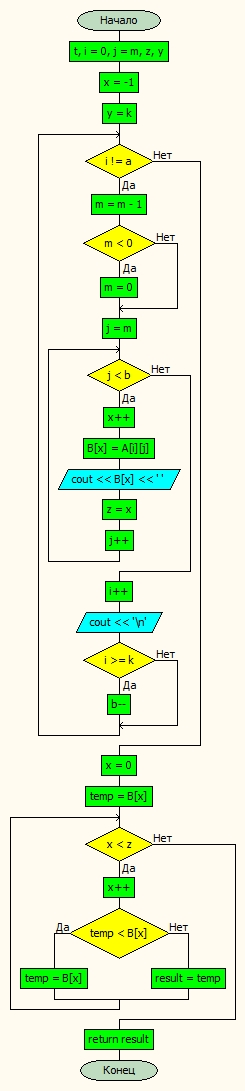 Начало
t, i = 0, j = m, z, y
x = -1
y = k
i != a
Нет
Да
m = m - 1
m < 0
Нет
Да
m = 0
j = m
j < b
Нет
Да
x++
B[x] = A[i][j]
cout << B[x] << ' '
z = x
j++
i++
cout << '\n'
i >= k
Нет
Да
b--
x = 0
temp = B[x]
x < z
Нет
Да
x++
Да
temp < B[x]
Нет
temp = B[x]
result = temp
return result
Конец